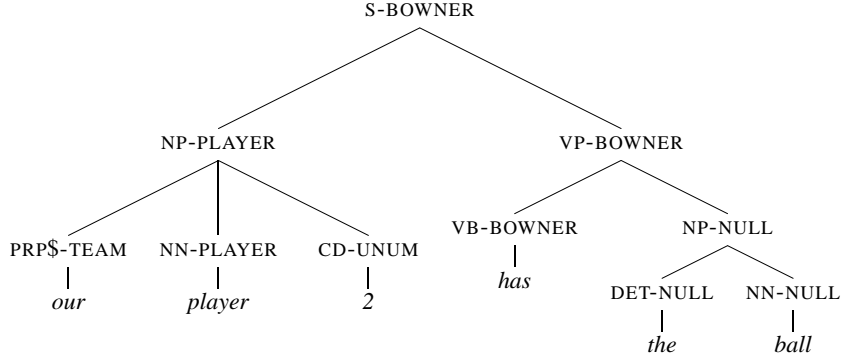 S-BOWNER
NP-PLAYER VP-BOWNER
PRP$-TEAM NN-PLAYER CD-UNUM VB-BOWNER NP-NULL
our player 2 has
DET-NULL NN-NULL
the ball